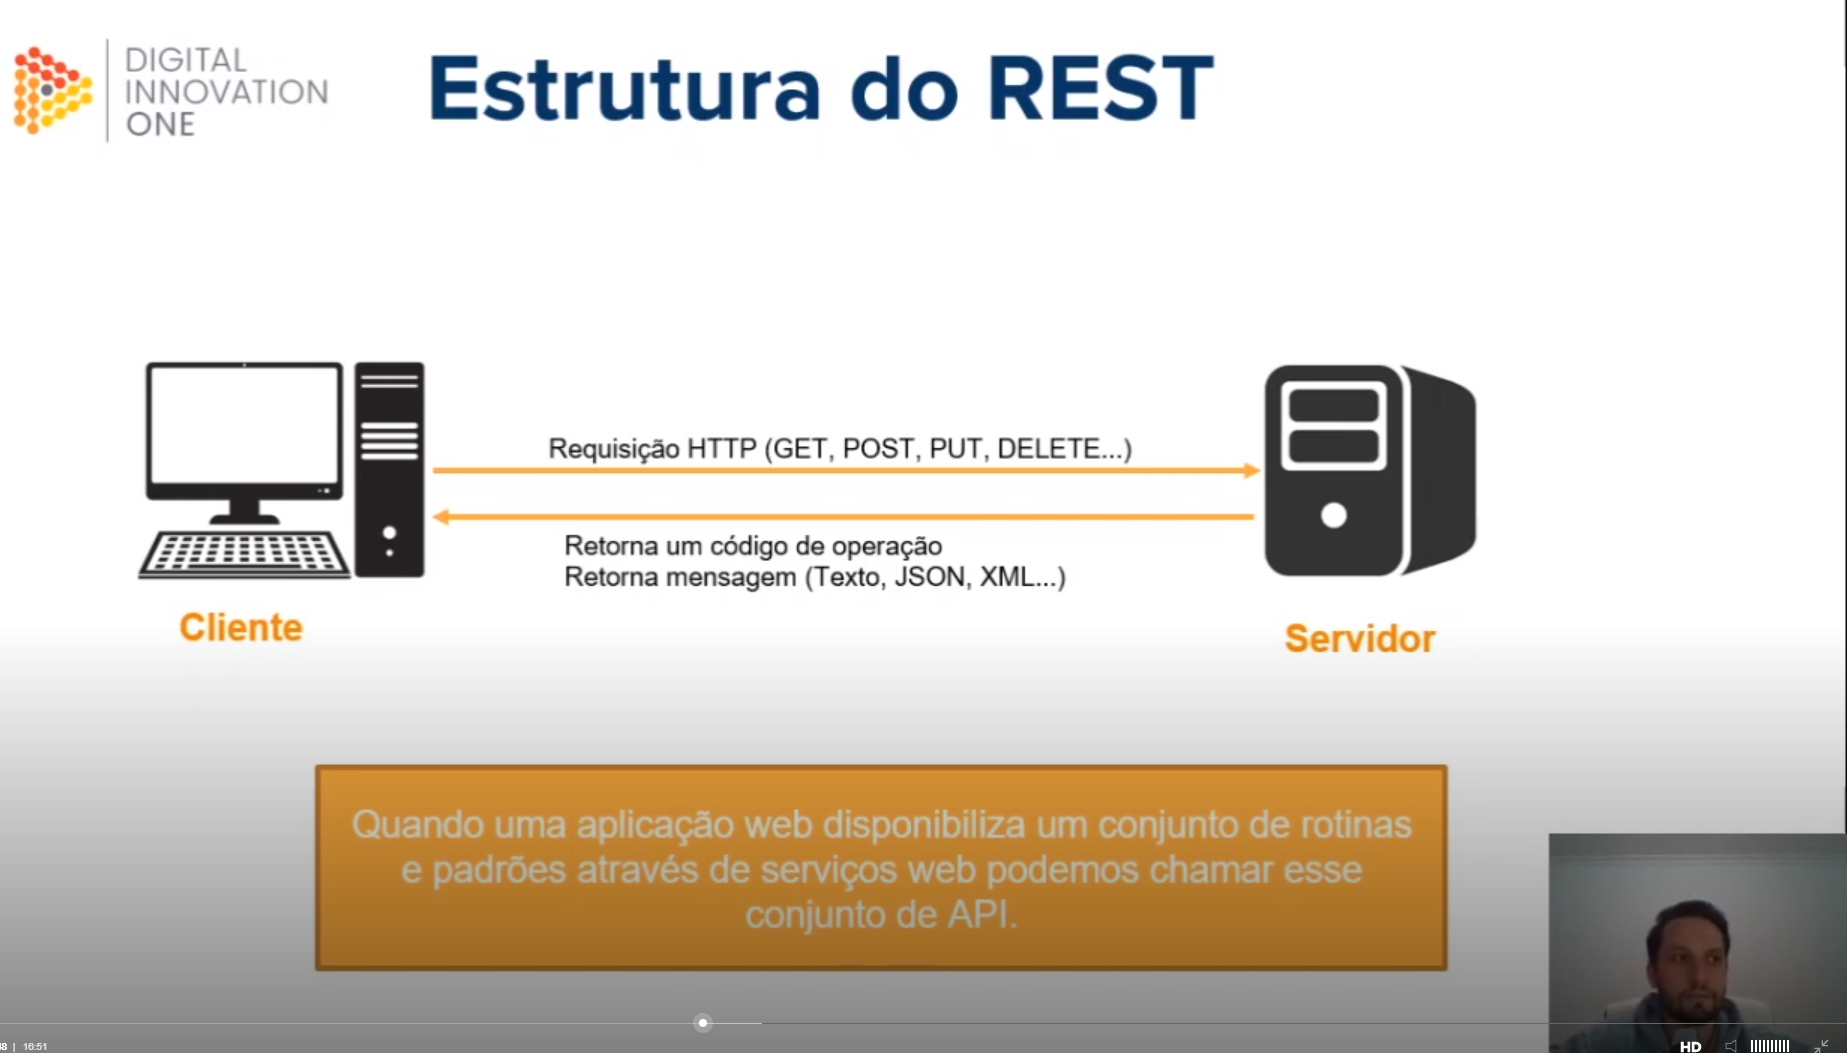 DIGITAL
INNOVATION
ONE
Estrutura do REST
Requisição HTTP (GET, POST, PUT, DELETE...)
Retorna um código de operação
Retorna mensagem (Texto, JSON, XML...)
Cliente
Servidor
Quando uma aplicação web disponibiliza um conjunto de rotinas
e padrões através de serviços web podemos chamar esse
conjunto de API.
| 16:51
HD